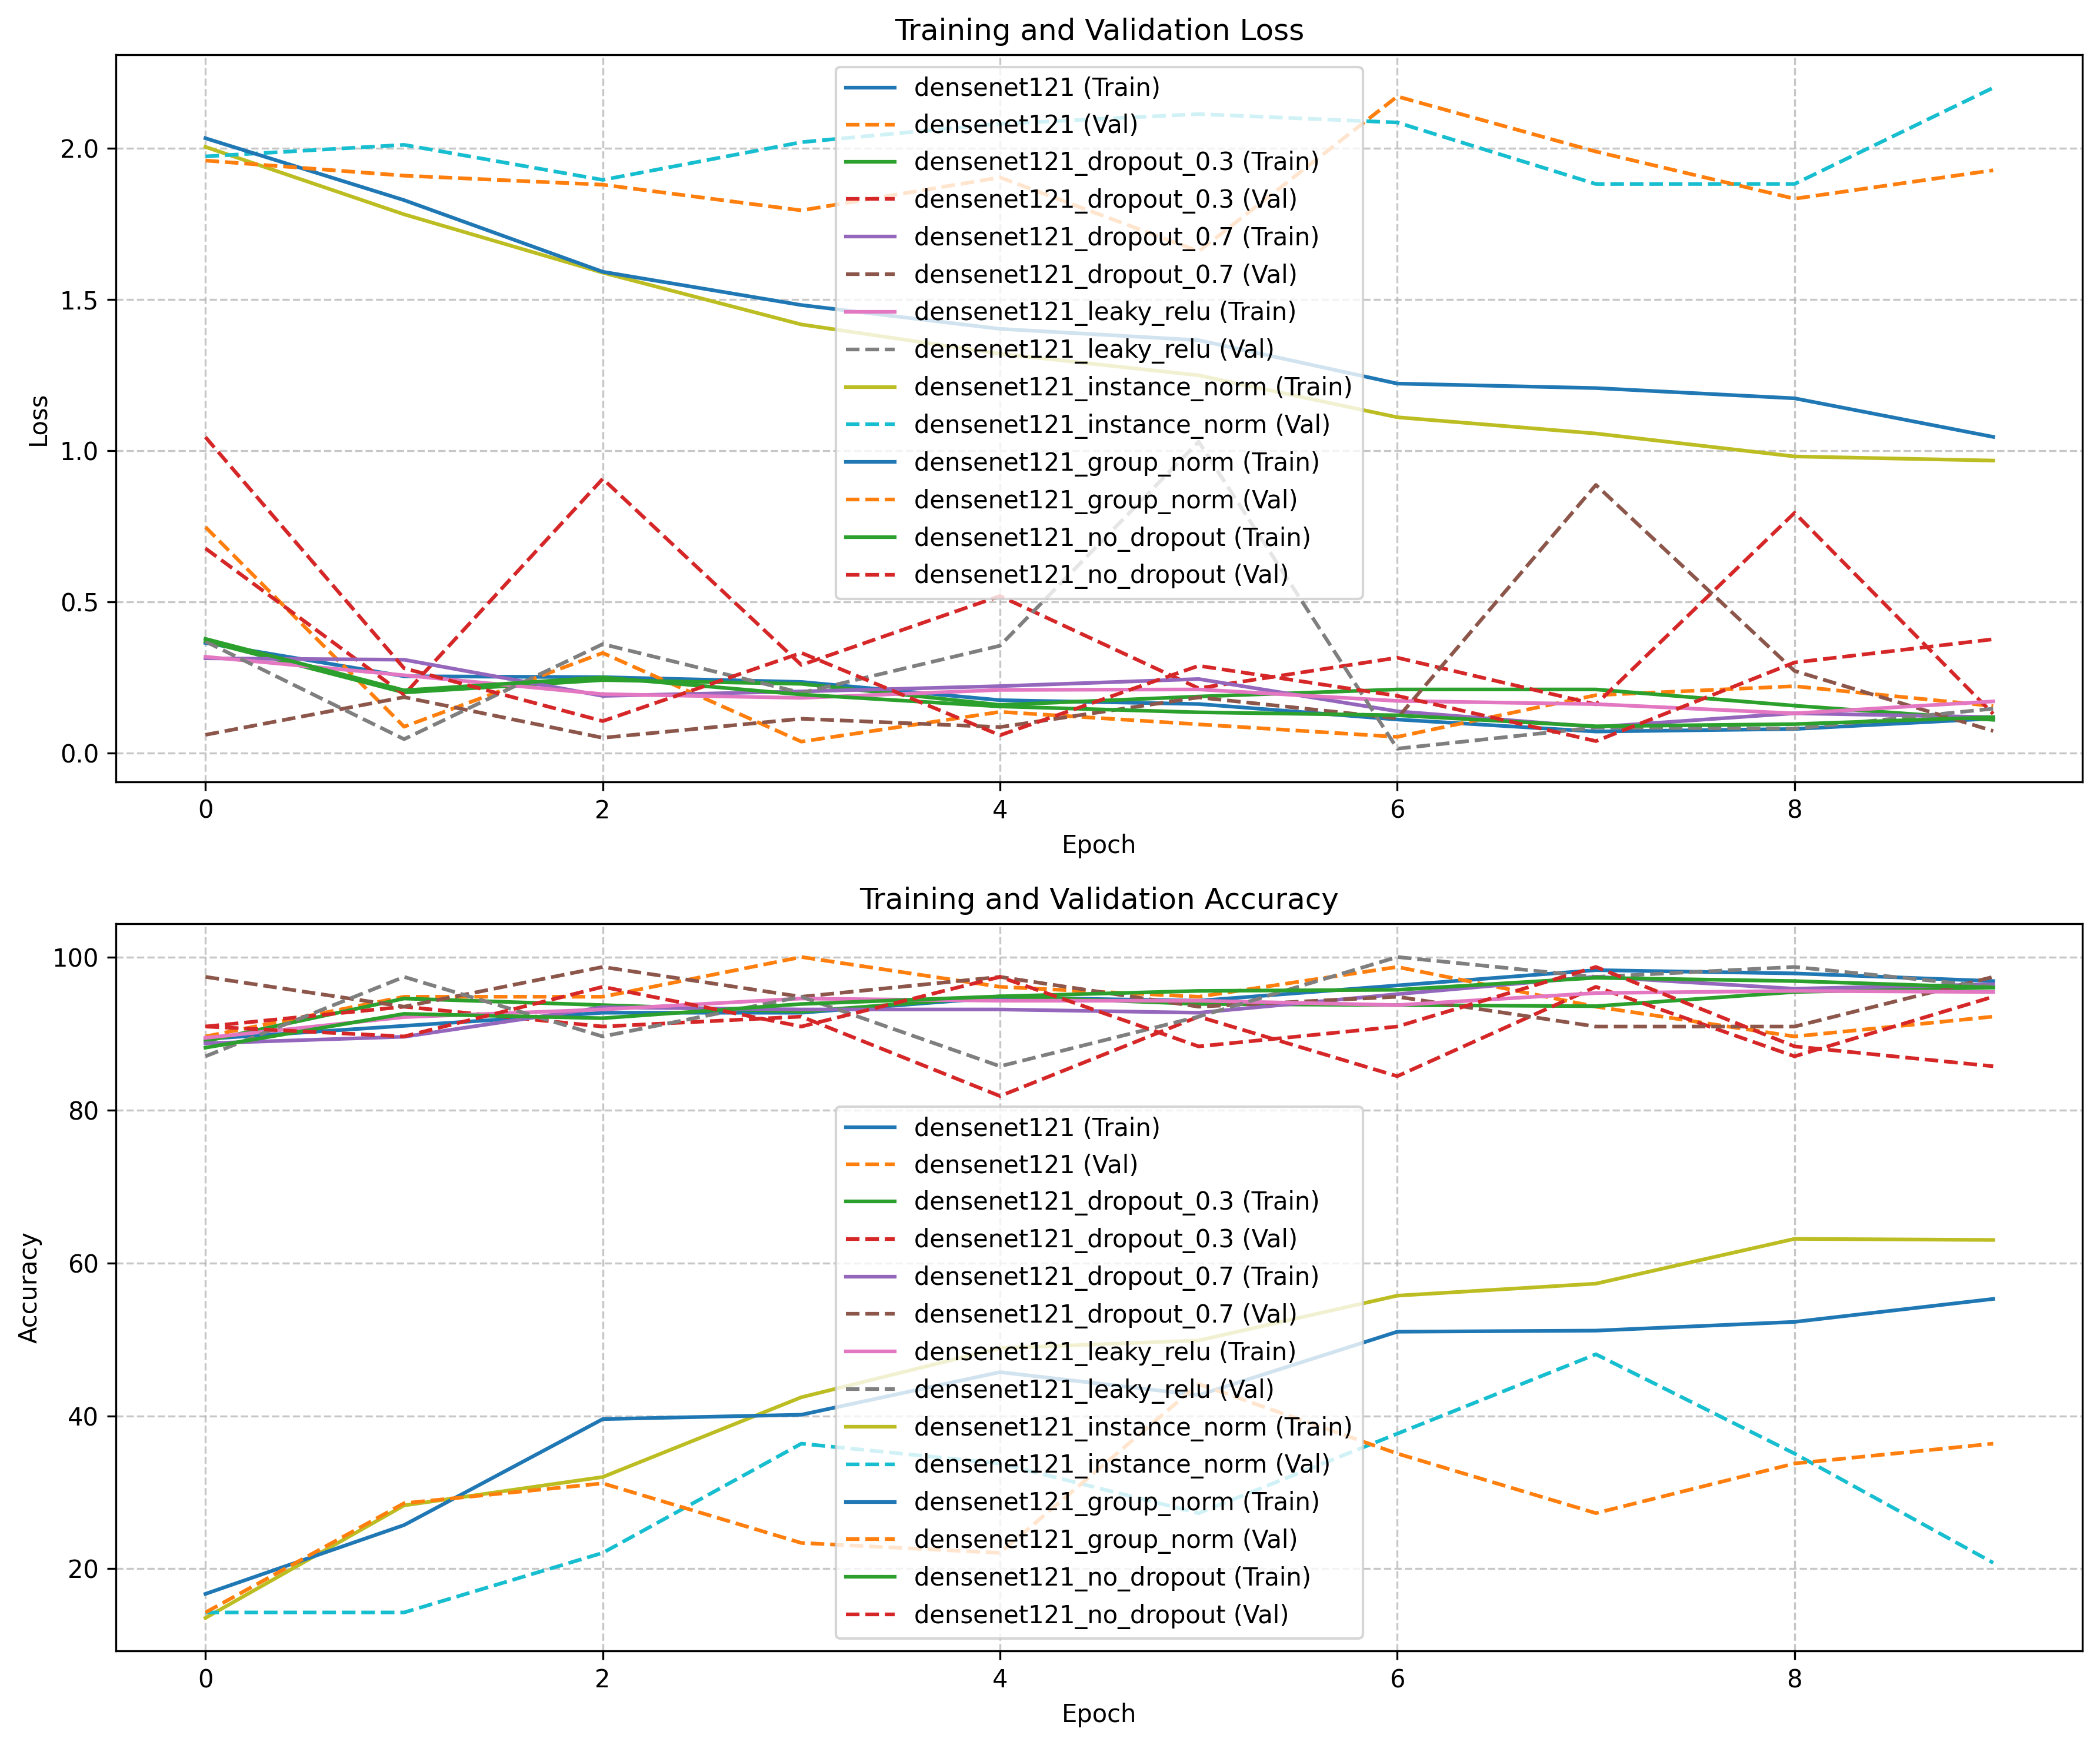 Training and Validation Loss
densenet121 (Train)
densenet121 (Val)
densenet121_dropout_0.3 (Train)
densenet121_dropout_0.3 (Val)
densenet121_dropout_0.7 (Train)
densenet121_dropout_0.7 (Val)
densenet121_leaky_relu (Train)
densenet121_leaky_relu (Val)
densenet121_instance_norm (Train)
densenet121_instance_norm (Val)
densenet121_group_norm (Train)
densenet121_group_norm (Val)
densenet121_no_dropout (Train)
densenet121_no_dropout (Val)
2.0
1.5
1.0
0.5
0.0
Loss
0 2 4 6 8
Epoch
Training and Validation Accuracy
100
80
60
40
20
Accuracy
densenet121 (Train)
densenet121 (Val)
densenet121_dropout_0.3 (Train)
densenet121_dropout_0.3 (Val)
densenet121_dropout_0.7 (Train)
densenet121_dropout_0.7 (Val)
densenet121_leaky_relu (Train)
densenet121_leaky_relu (Val)
densenet121_instance_norm (Train)
densenet121_instance_norm (Val)
densenet121_group_norm (Train)
densenet121_group_norm (Val)
densenet121_no_dropout (Train)
densenet121_no_dropout (Val)
0 2 4 6 8
Epoch